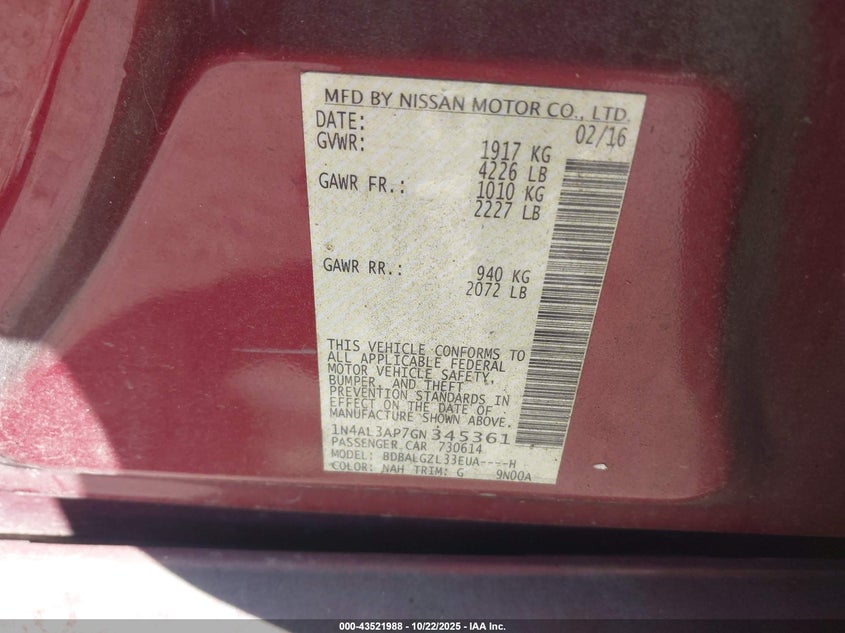 MFD BY NISSAN MOTOR CO., LTD.
DATE: 02/16
GVWR: 1917 KG
4226 LB
GAWR FR.: 1010 KG
2227 LB
GAWR RR.: 940 KG
2072 LB
THIS VEHICLE CONFORMS TO
ALL APPLICABLE FEDERAL
MOTOR VEHICLE SAFETY,
BUMPER, AND THEFT
PREVENTION STANDARDS IN
EFFECT ON THE DATE OF
MANUFACTURE SHOWN ABOVE.
1N4AL3AP7GN345361
PASSENGER CAR 730614
MODEL: BDBALGZL33EUA----H
COLOR: NAH TRIM: G 9N00A
000-43521988 - 10/22/2025 - IAA Inc.